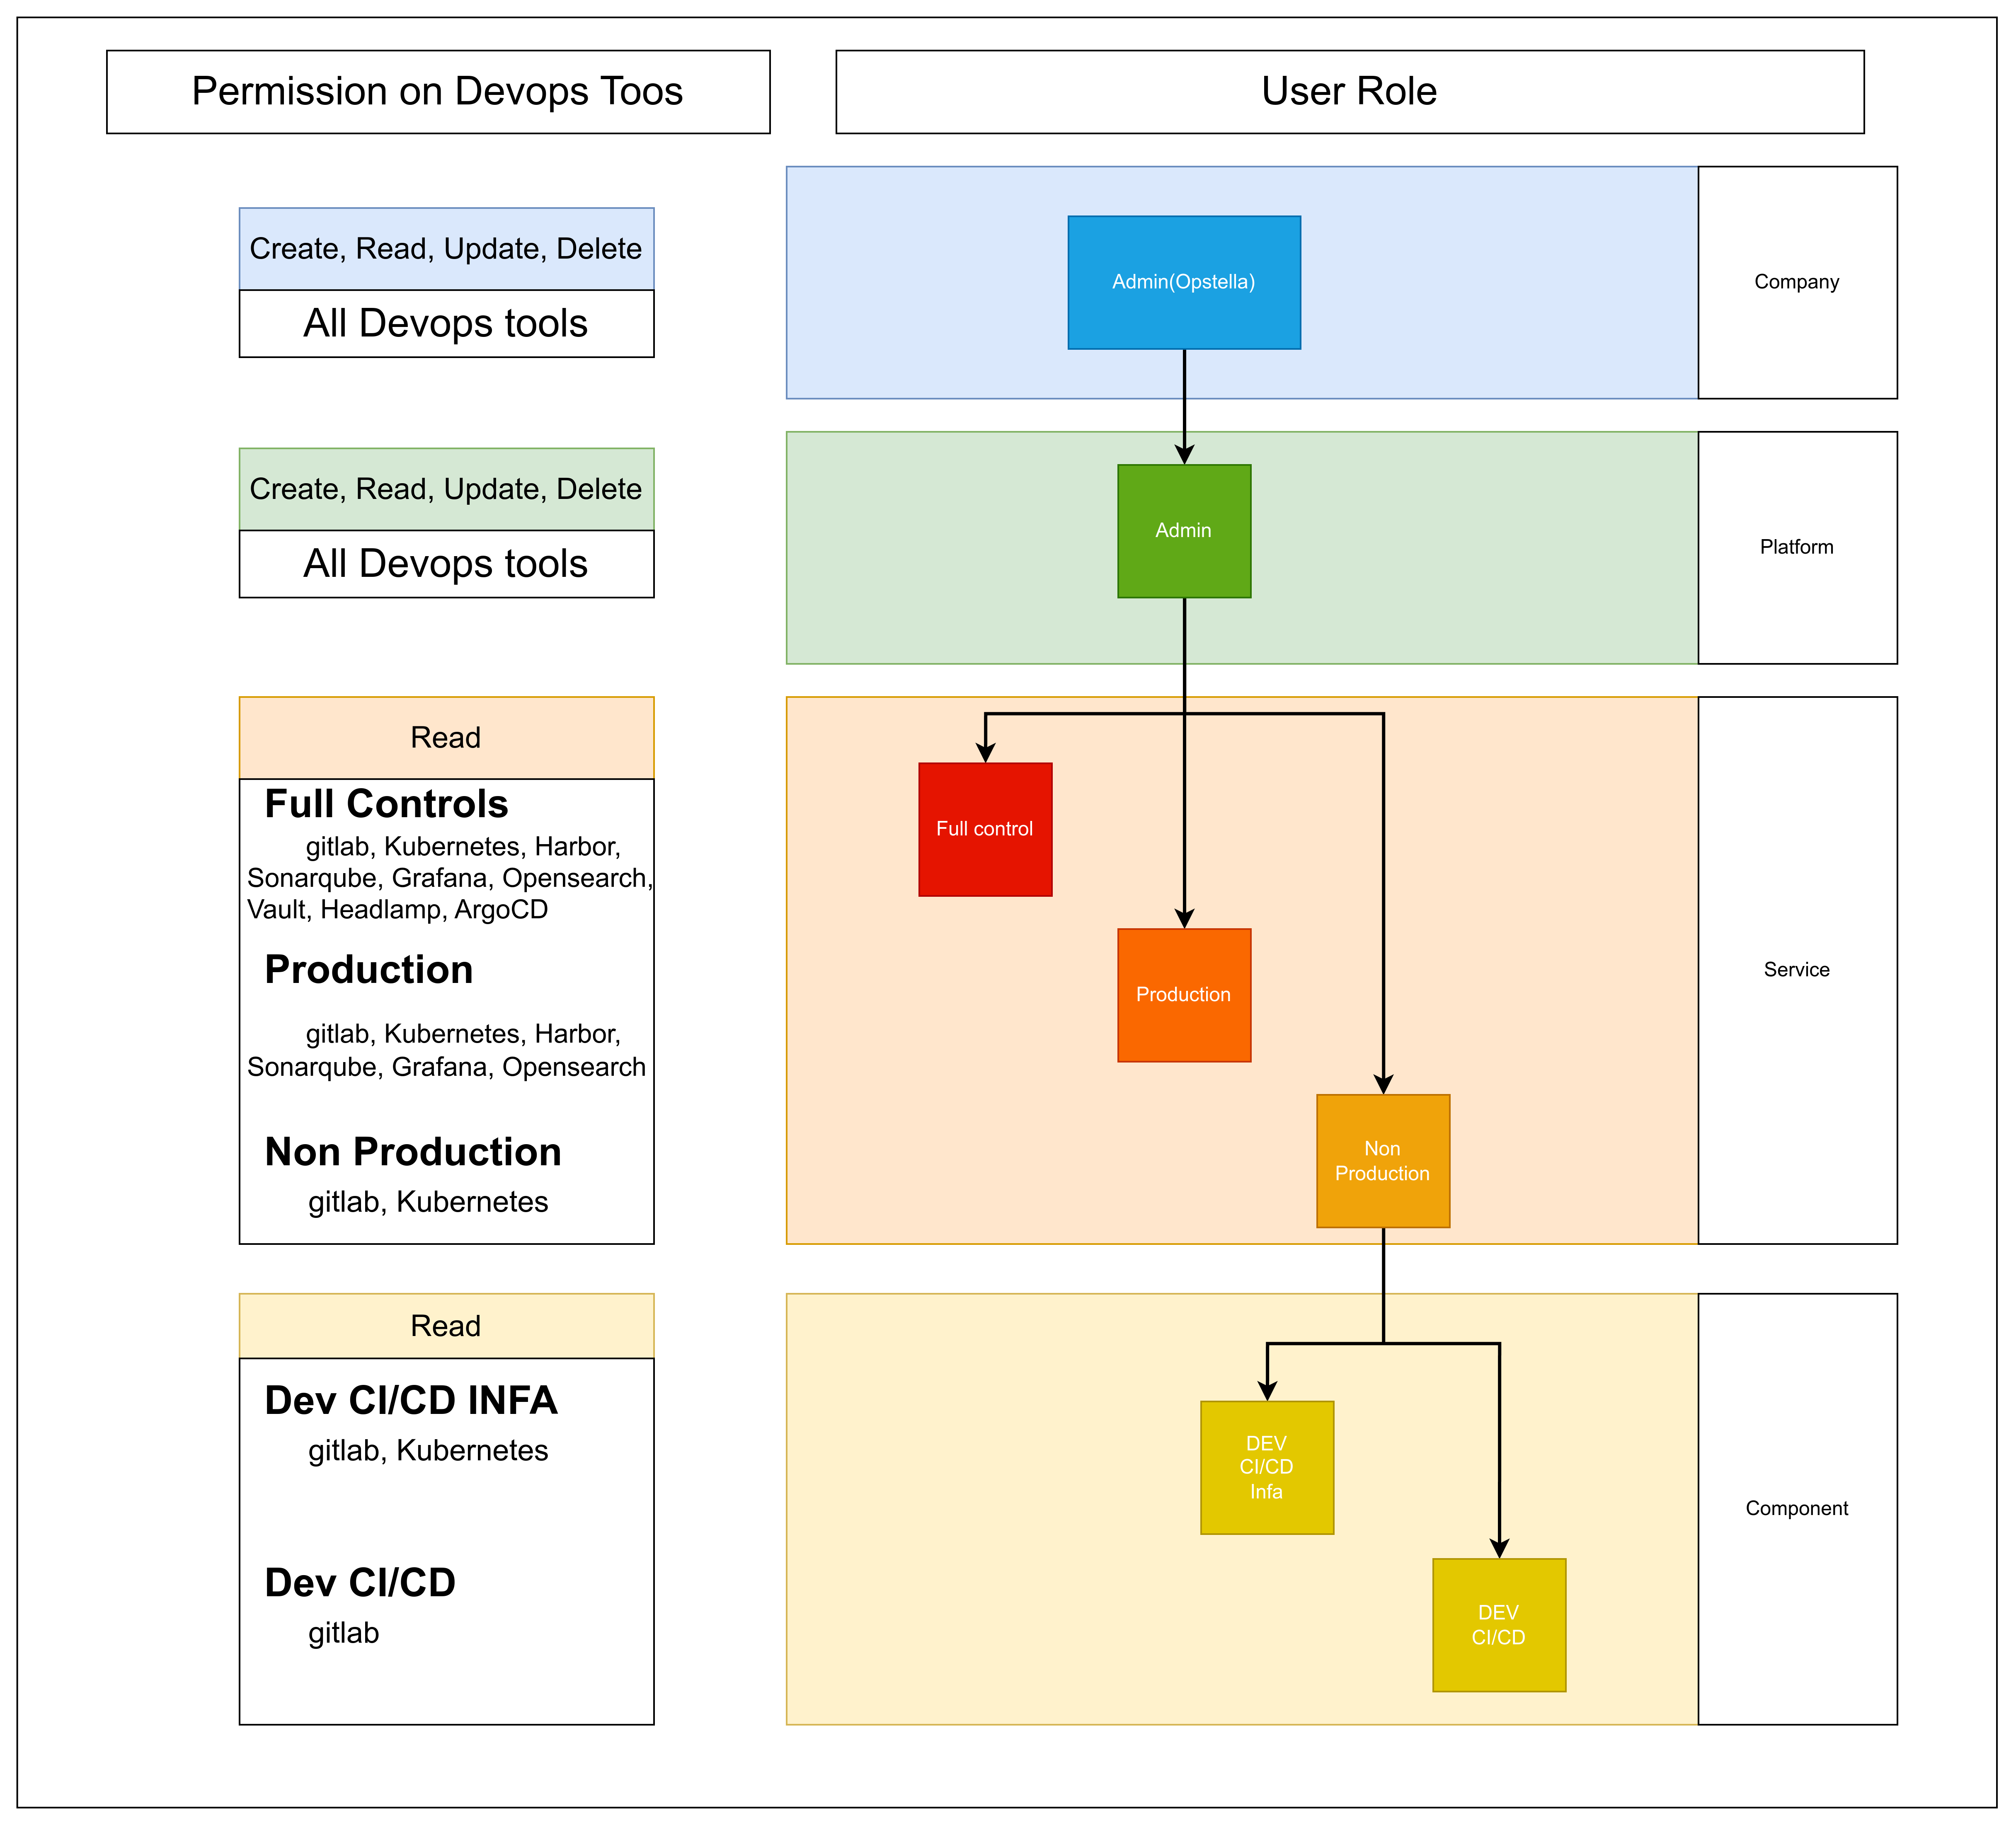 Permission on Devops Toos
User Role
Create, Read, Update, Delete
All Devops tools
Admin(Opstella)
Company
Create, Read, Update, Delete
All Devops tools
Admin
Platform
Read
Full Controls
gitlab, Kubernetes, Harbor,
Sonarqube, Grafana, Opensearch,
Vault, Headlamp, ArgoCD
Production
gitlab, Kubernetes, Harbor,
Sonarqube, Grafana, Opensearch
Non Production
gitlab, Kubernetes
Full control
Production
Non
Production
Service
Read
Dev CI/CD INFA
gitlab, Kubernetes
Dev CI/CD
gitlab
DEV
CI/CD
Infa
DEV
CI/CD
Component